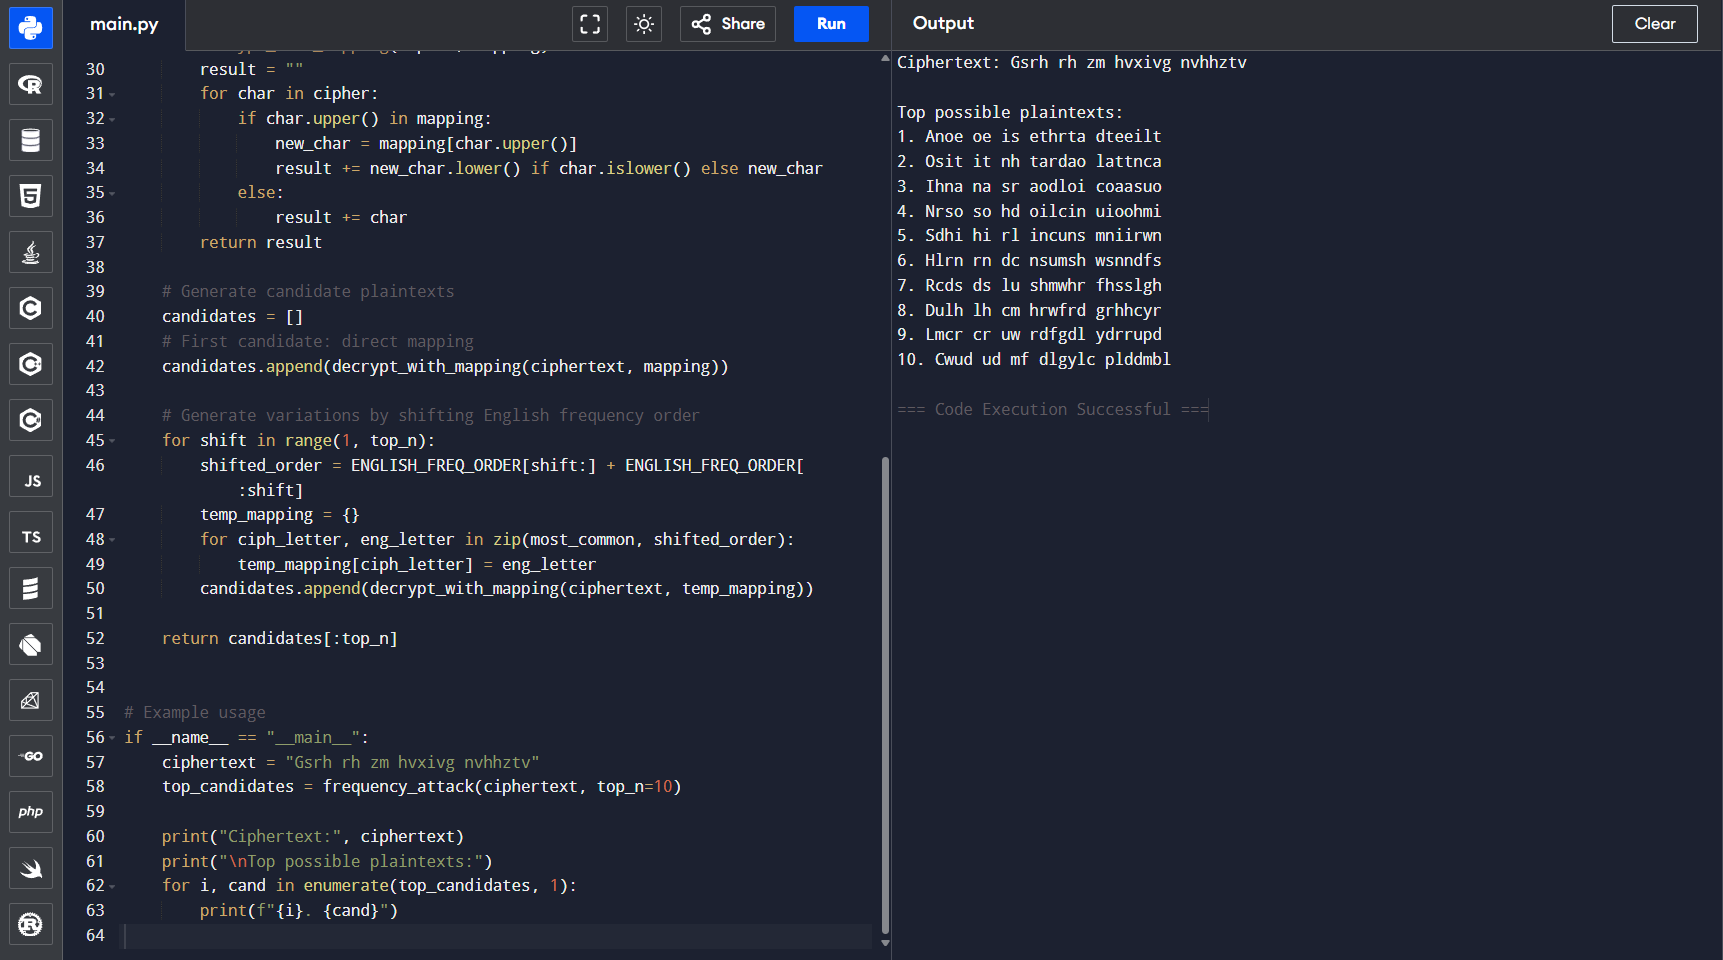 main.py
Share
Run
Output
Clear
30 result = ""
31 for char in cipher:
32 if char.upper() in mapping:
33 new_char = mapping[char.upper()]
34 result += new_char.lower() if char.islower() else new_char
35 else:
36 result += char
37 return result
38
39 # Generate candidate plaintexts
40 candidates = []
41 # First candidate: direct mapping
42 candidates.append(decrypt_with_mapping(ciphertext, mapping))
43
44 # Generate variations by shifting English frequency order
45 for shift in range(1, top_n):
46 shifted_order = ENGLISH_FREQ_ORDER[shift:] + ENGLISH_FREQ_ORDER[
:shift]
47 temp_mapping = {}
48 for ciph_letter, eng_letter in zip(most_common, shifted_order):
49 temp_mapping[ciph_letter] = eng_letter
50 candidates.append(decrypt_with_mapping(ciphertext, temp_mapping))
51
52 return candidates[:top_n]
53
54
55 # Example usage
56 if __name__ == "__main__":
57 ciphertext = "Gsrh rh zm hvxivg nvhhztv"
58 top_candidates = frequency_attack(ciphertext, top_n=10)
59
60 print("Ciphertext:", ciphertext)
61 print("\nTop possible plaintexts:")
62 for i, cand in enumerate(top_candidates, 1):
63 print(f"{i}. {cand}")
64
Ciphertext: Gsrh rh zm hvxivg nvhhztv
Top possible plaintexts:
1. Anoe oe is ethrta dteeilt
2. Osit it nh tardao lattnca
3. Ihna na sr aodloi coaasuo
4. Nrso so hd oilcin uioohmi
5. Sdhi hi rl incuns mniirwn
6. Hlrn rn dc nsumsh wsnndfs
7. Rcds ds lu shmwhr fhsslgh
8. Dulh lh cm hrwfrd grhhcyr
9. Lmcr cr uw rdfgdl ydrrupd
10. Cwud ud mf dlgylc plddmbl
=== Code Execution Successful ===
JS
TS
GO
php